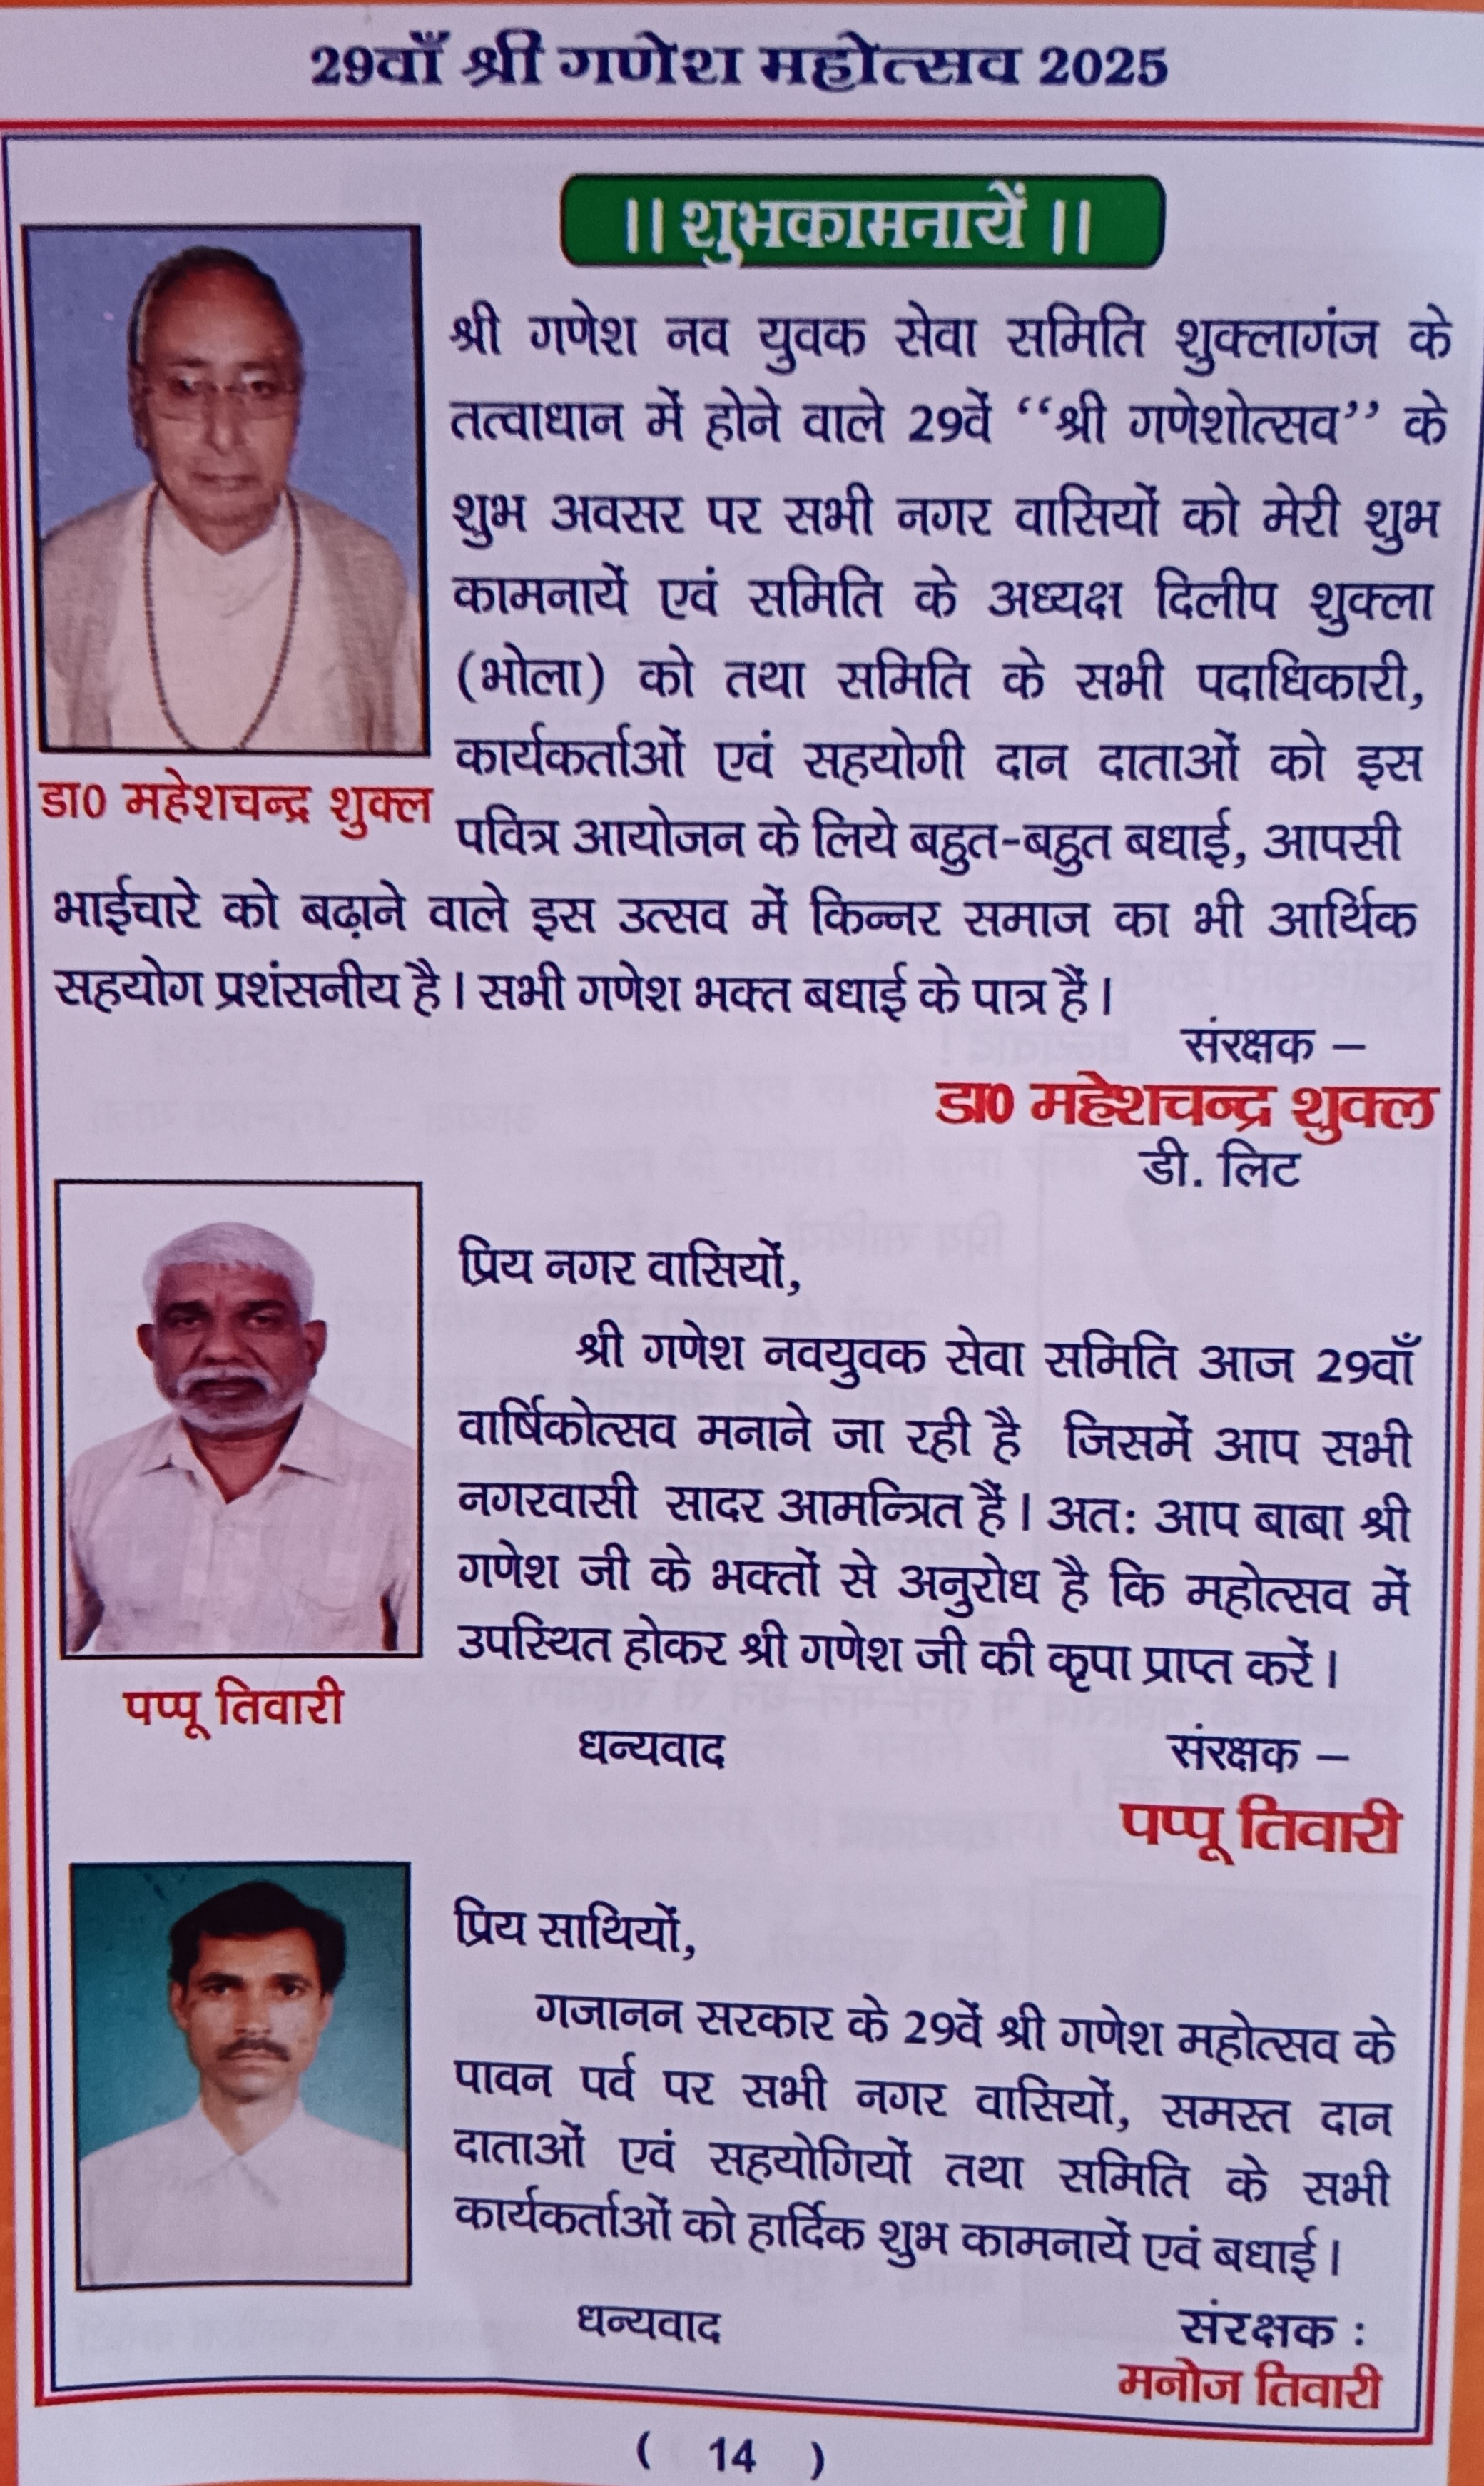 29वाँ श्री गणेश महोत्सव 2025
।। शुभकामनायें ।।
श्री गणेश नव युवक सेवा समिति शुक्लागंज के
तत्वाधान में होने वाले 29वें ‘‘श्री गणेशोत्सव’’ के
शुभ अवसर पर सभी नगर वासियों को मेरी शुभ
कामनायें एवं समिति के अध्यक्ष दिलीप शुक्ला
(भोला) को तथा समिति के सभी पदाधिकारी,
कार्यकर्ताओं एवं सहयोगी दान दाताओं को इस
पवित्र आयोजन के लिये बहुत-बहुत बधाई, आपसी
भाईचारे को बढ़ाने वाले इस उत्सव में किन्नर समाज का भी आर्थिक
सहयोग प्रशंसनीय है। सभी गणेश भक्त बधाई के पात्र हैं।
डा0 महेशचन्द्र शुक्ल
संरक्षक –
डा0 महेशचन्द्र शुक्ल
डी. लिट
प्रिय नगर वासियों,
श्री गणेश नवयुवक सेवा समिति आज 29वाँ
वार्षिकोत्सव मनाने जा रही है जिसमें आप सभी
नगरवासी सादर आमन्त्रित हैं। अतः आप बाबा श्री
गणेश जी के भक्तों से अनुरोध है कि महोत्सव में
उपस्थित होकर श्री गणेश जी की कृपा प्राप्त करें।
पप्पू तिवारी
धन्यवाद संरक्षक –
पप्पू तिवारी
प्रिय साथियों,
गजानन सरकार के 29वें श्री गणेश महोत्सव के
पावन पर्व पर सभी नगर वासियों, समस्त दान
दाताओं एवं सहयोगियों तथा समिति के सभी
कार्यकर्ताओं को हार्दिक शुभ कामनायें एवं बधाई।
धन्यवाद संरक्षक :
मनोज तिवारी
( 14 )